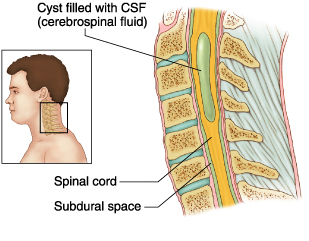 Cyst filled with CSF
(cerebrospinal fluid)
Spinal cord
Subdural space